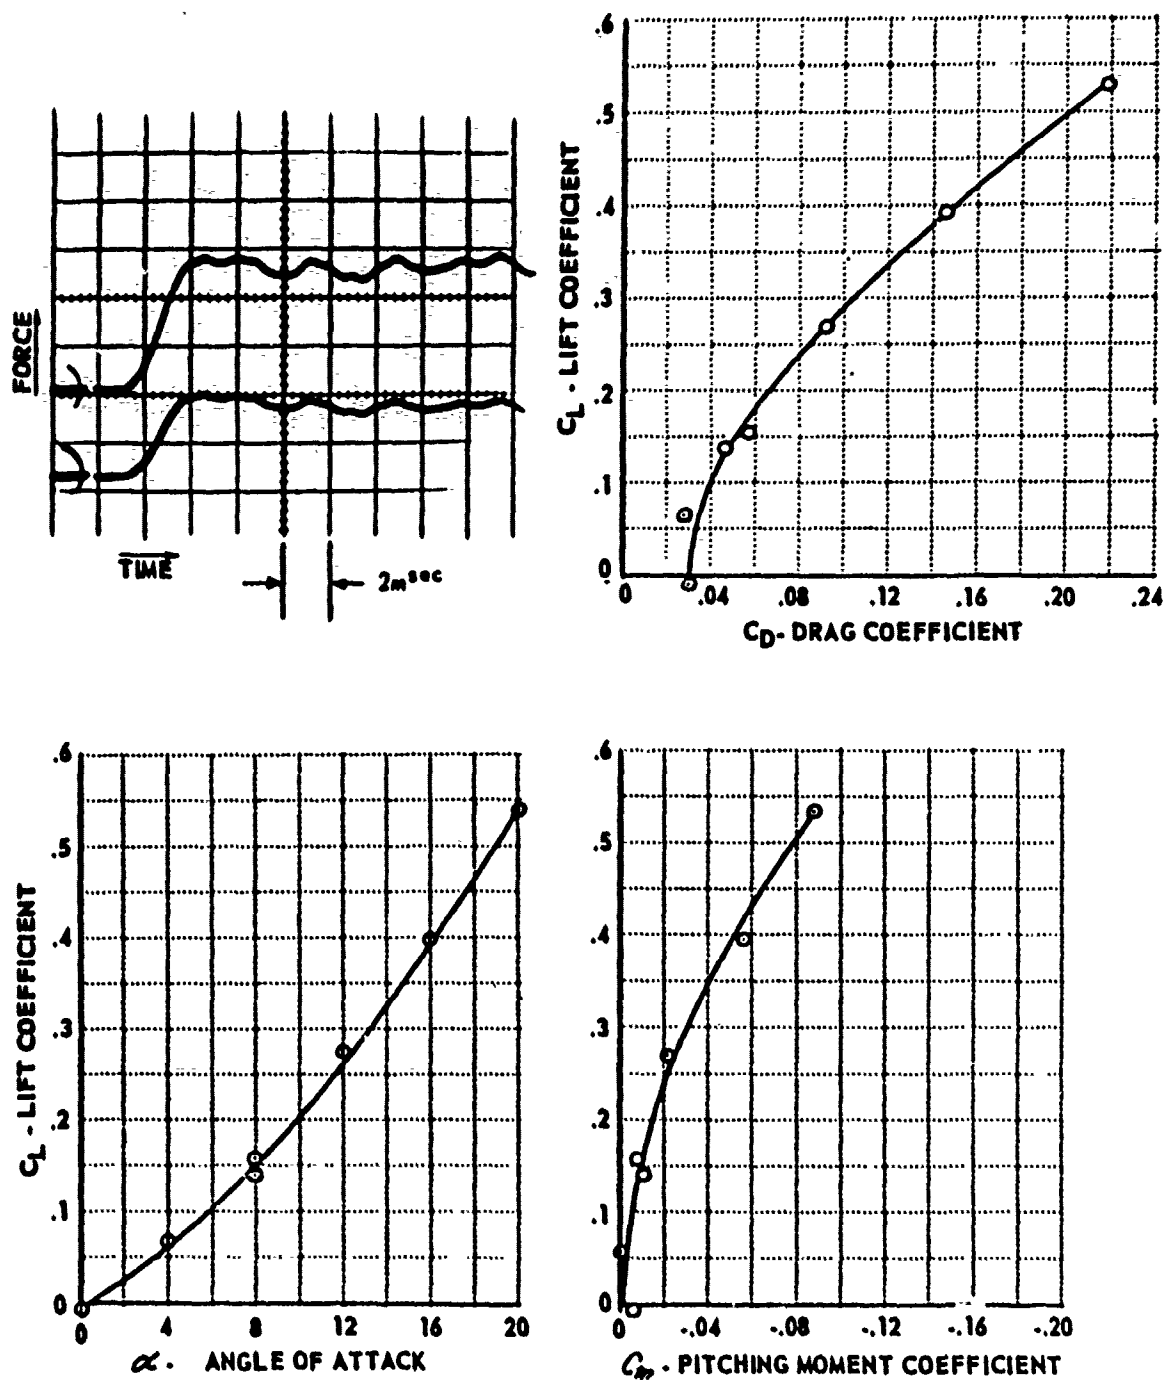 FORCE
TIME
2m sec
.6
.5
.4
.3
.2
.1
0
CL - LIFT COEFFICIENT
0 .04 .08 .12 .16 .20 .24
CD- DRAG COEFFICIENT
.6
.5
.4
.3
.2
.1
0
CL - LIFT COEFFICIENT
0 4 8 12 16 20
α - ANGLE OF ATTACK
.6
.5
.4
.3
.2
.1
0
0 -.04 -.08 -.12 -.16 -.20
Cm - PITCHING MOMENT COEFFICIENT